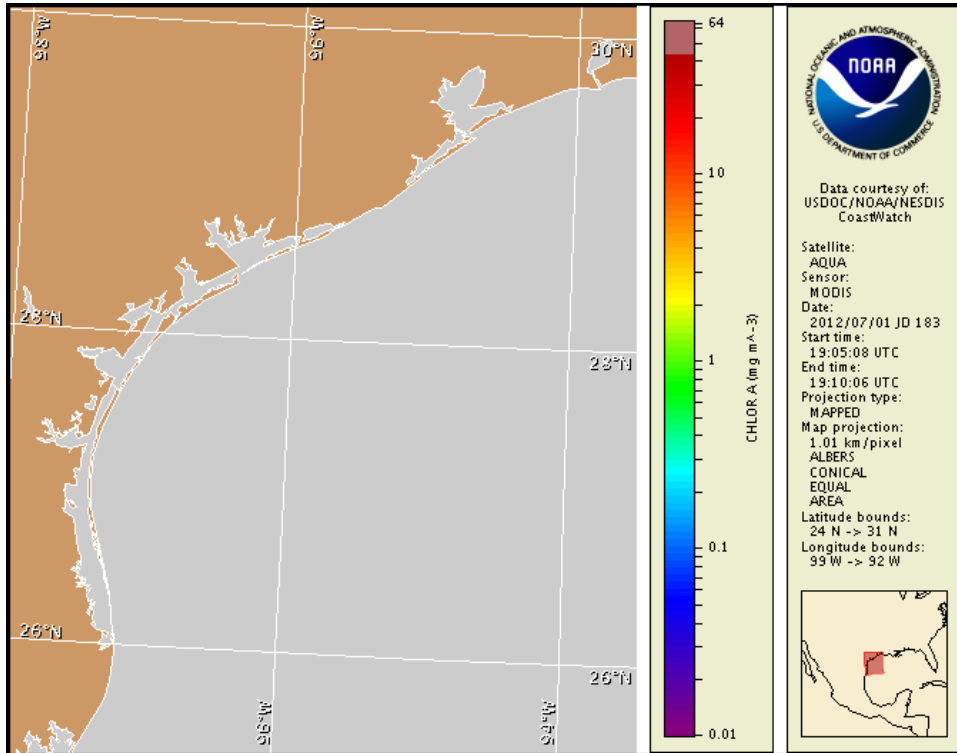 98°W
96°W
30°N
28°N
28°N
26°N
26°N
96°W
94°W
64
10
1
0.1
0.01
CHLOR A (mg m^-3)
NATIONAL OCEANIC AND ATMOSPHERIC ADMINISTRATION
NOAA
U.S. DEPARTMENT OF COMMERCE
Data courtesy of:
USDOC/NOAA/NESDIS
CoastWatch
Satellite:
AQUA
Sensor:
MODIS
Date:
2012/07/01 JD 183
Start time:
19:05:08 UTC
End time:
19:10:06 UTC
Projection type:
MAPPED
Map projection:
1.01 km/pixel
ALBERS
CONICAL
EQUAL
AREA
Latitude bounds:
24 N -> 31 N
Longitude bounds:
99 W -> 92 W